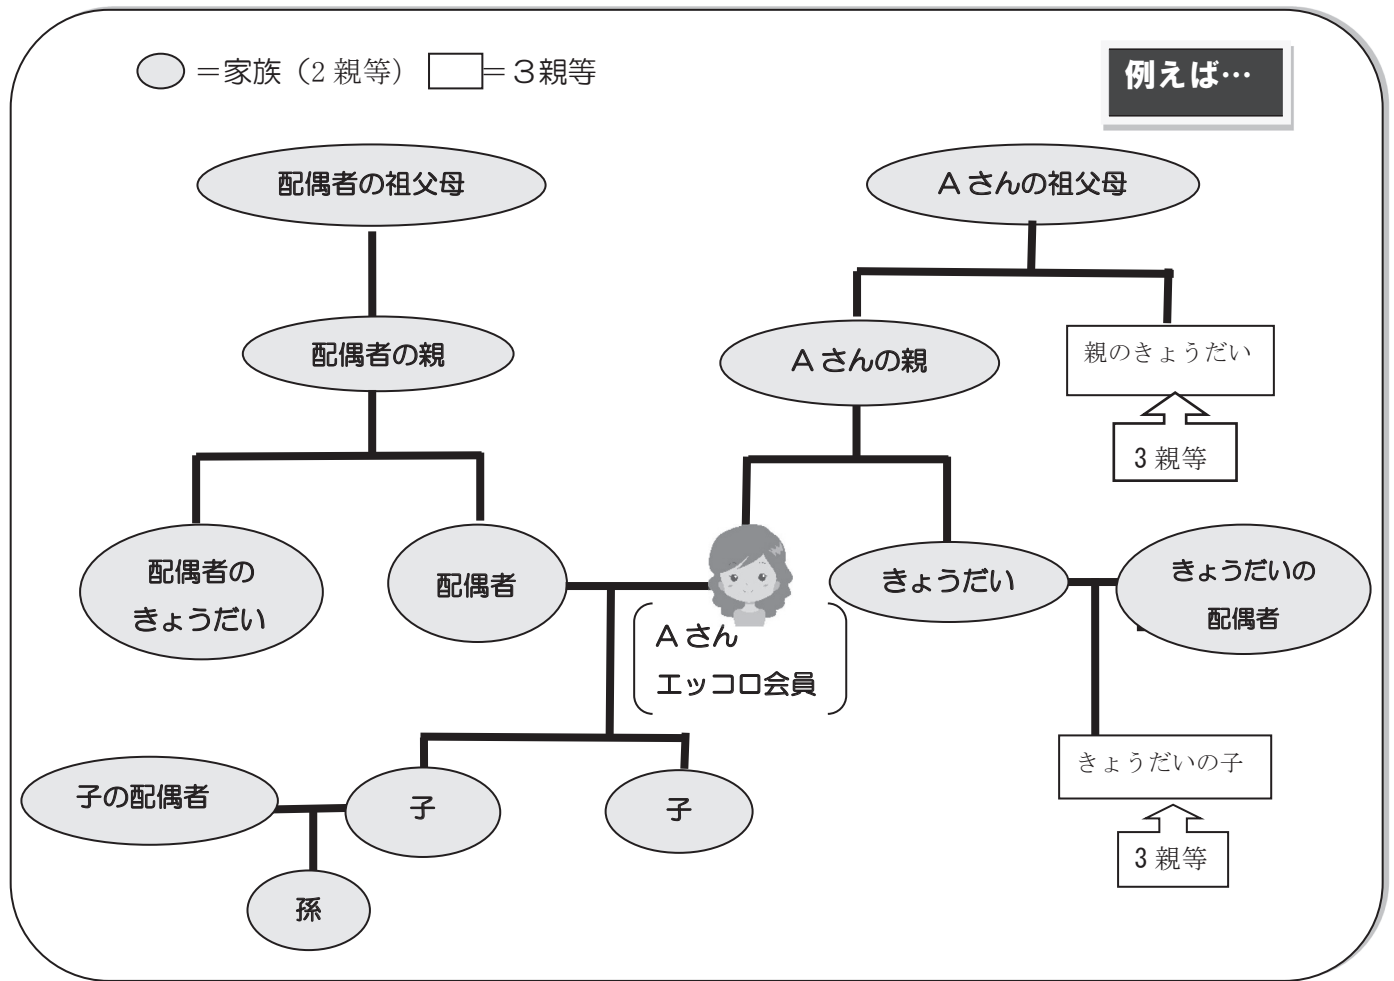 ＝家族（2親等） ＝３親等
例えば…
配偶者の祖父母
Aさんの祖父母
配偶者の親
Aさんの親
親のきょうだい
3親等
配偶者の
きょうだい
配偶者
きょうだい
きょうだいの
配偶者
Aさん
エッコロ会員
きょうだいの子
子の配偶者
子
子
3親等
孫